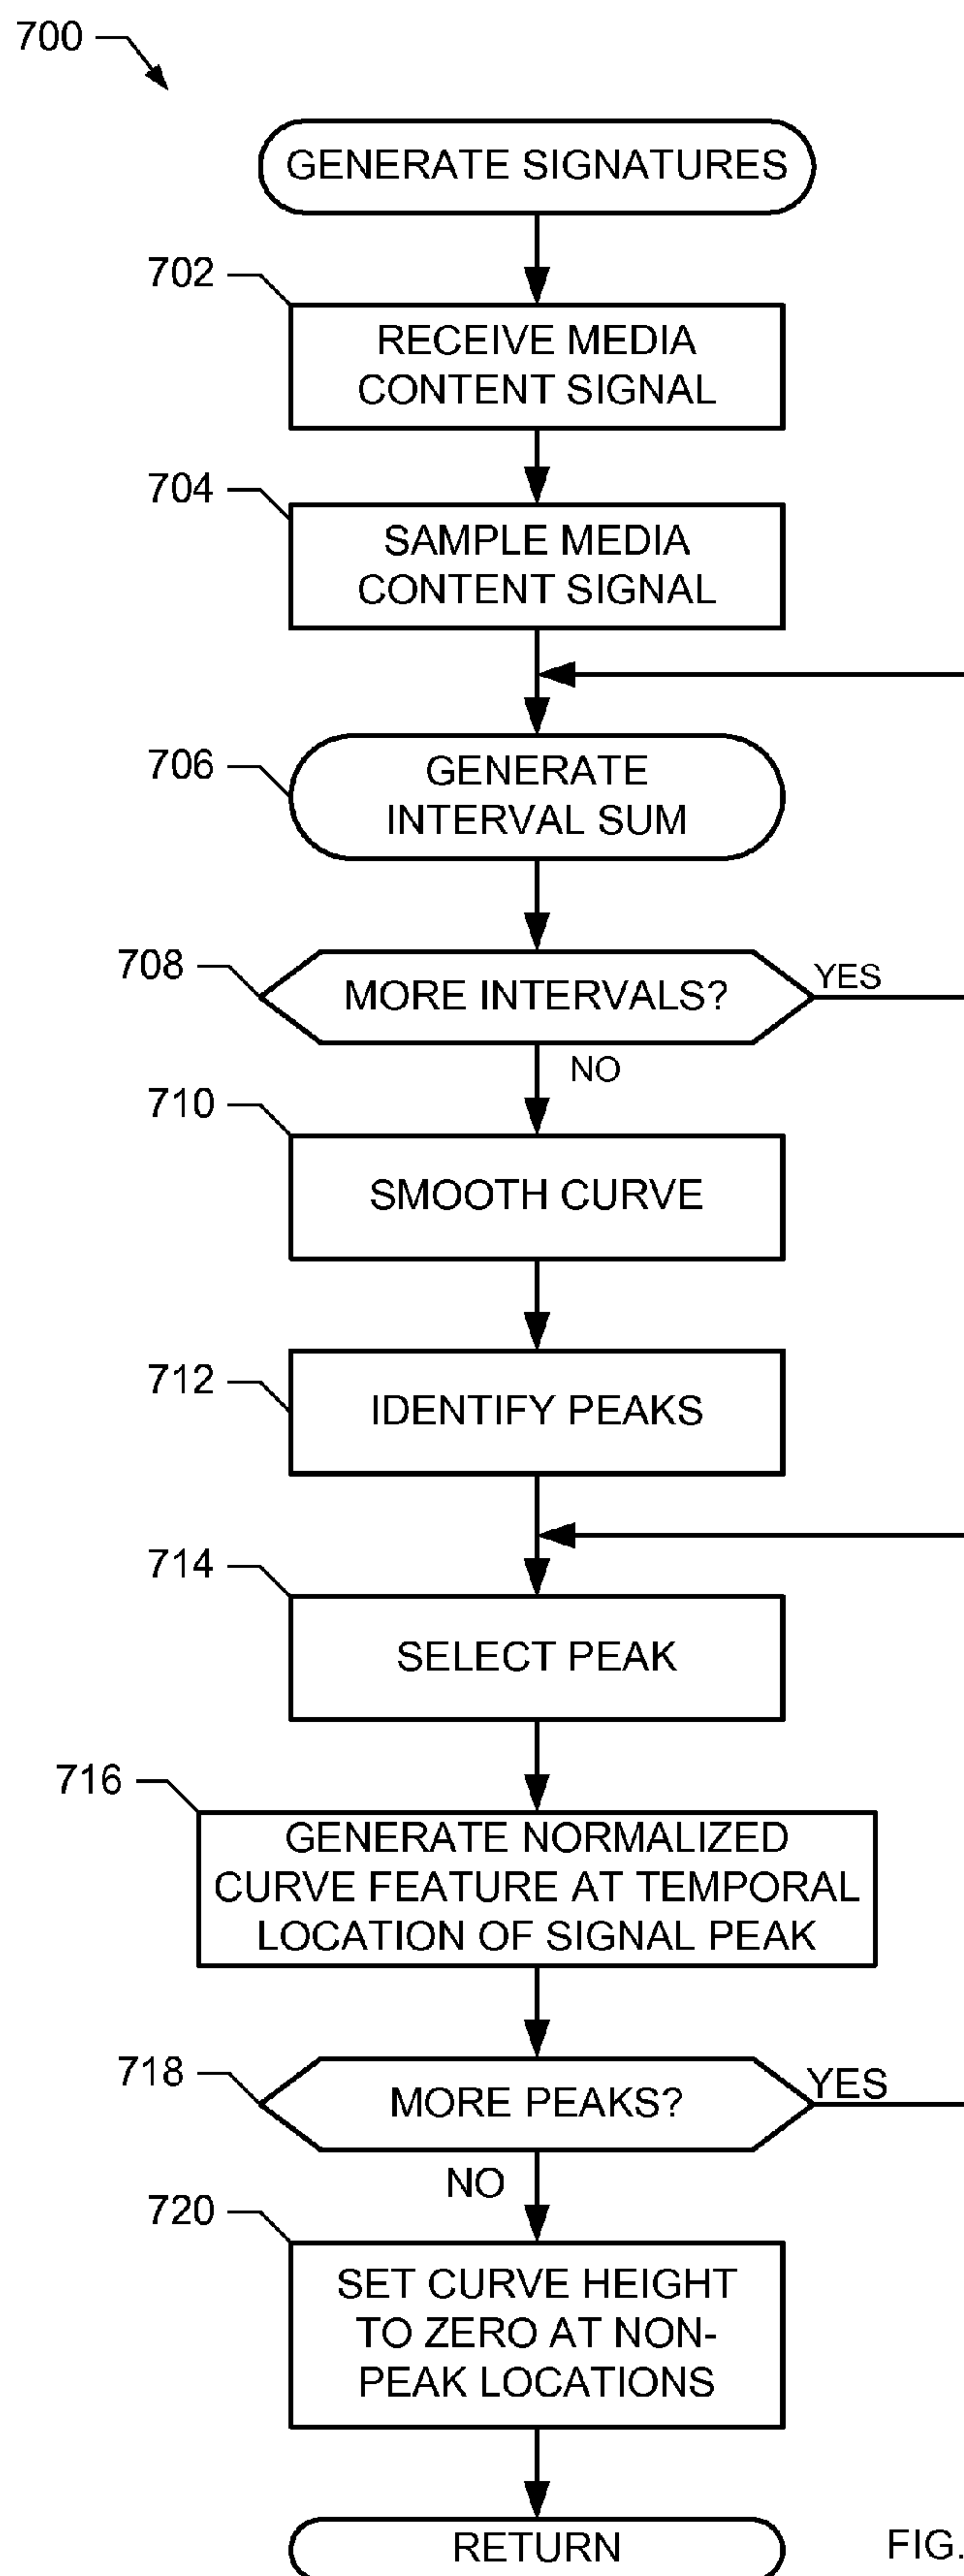 700
GENERATE SIGNATURES
702
RECEIVE MEDIA
CONTENT SIGNAL
704
SAMPLE MEDIA
CONTENT SIGNAL
706
GENERATE
INTERVAL SUM
708
MORE INTERVALS?
YES
NO
710
SMOOTH CURVE
712
IDENTIFY PEAKS
714
SELECT PEAK
716
GENERATE NORMALIZED
CURVE FEATURE AT TEMPORAL
LOCATION OF SIGNAL PEAK
718
MORE PEAKS?
YES
NO
720
SET CURVE HEIGHT
TO ZERO AT NON-
PEAK LOCATIONS
RETURN
FIG.